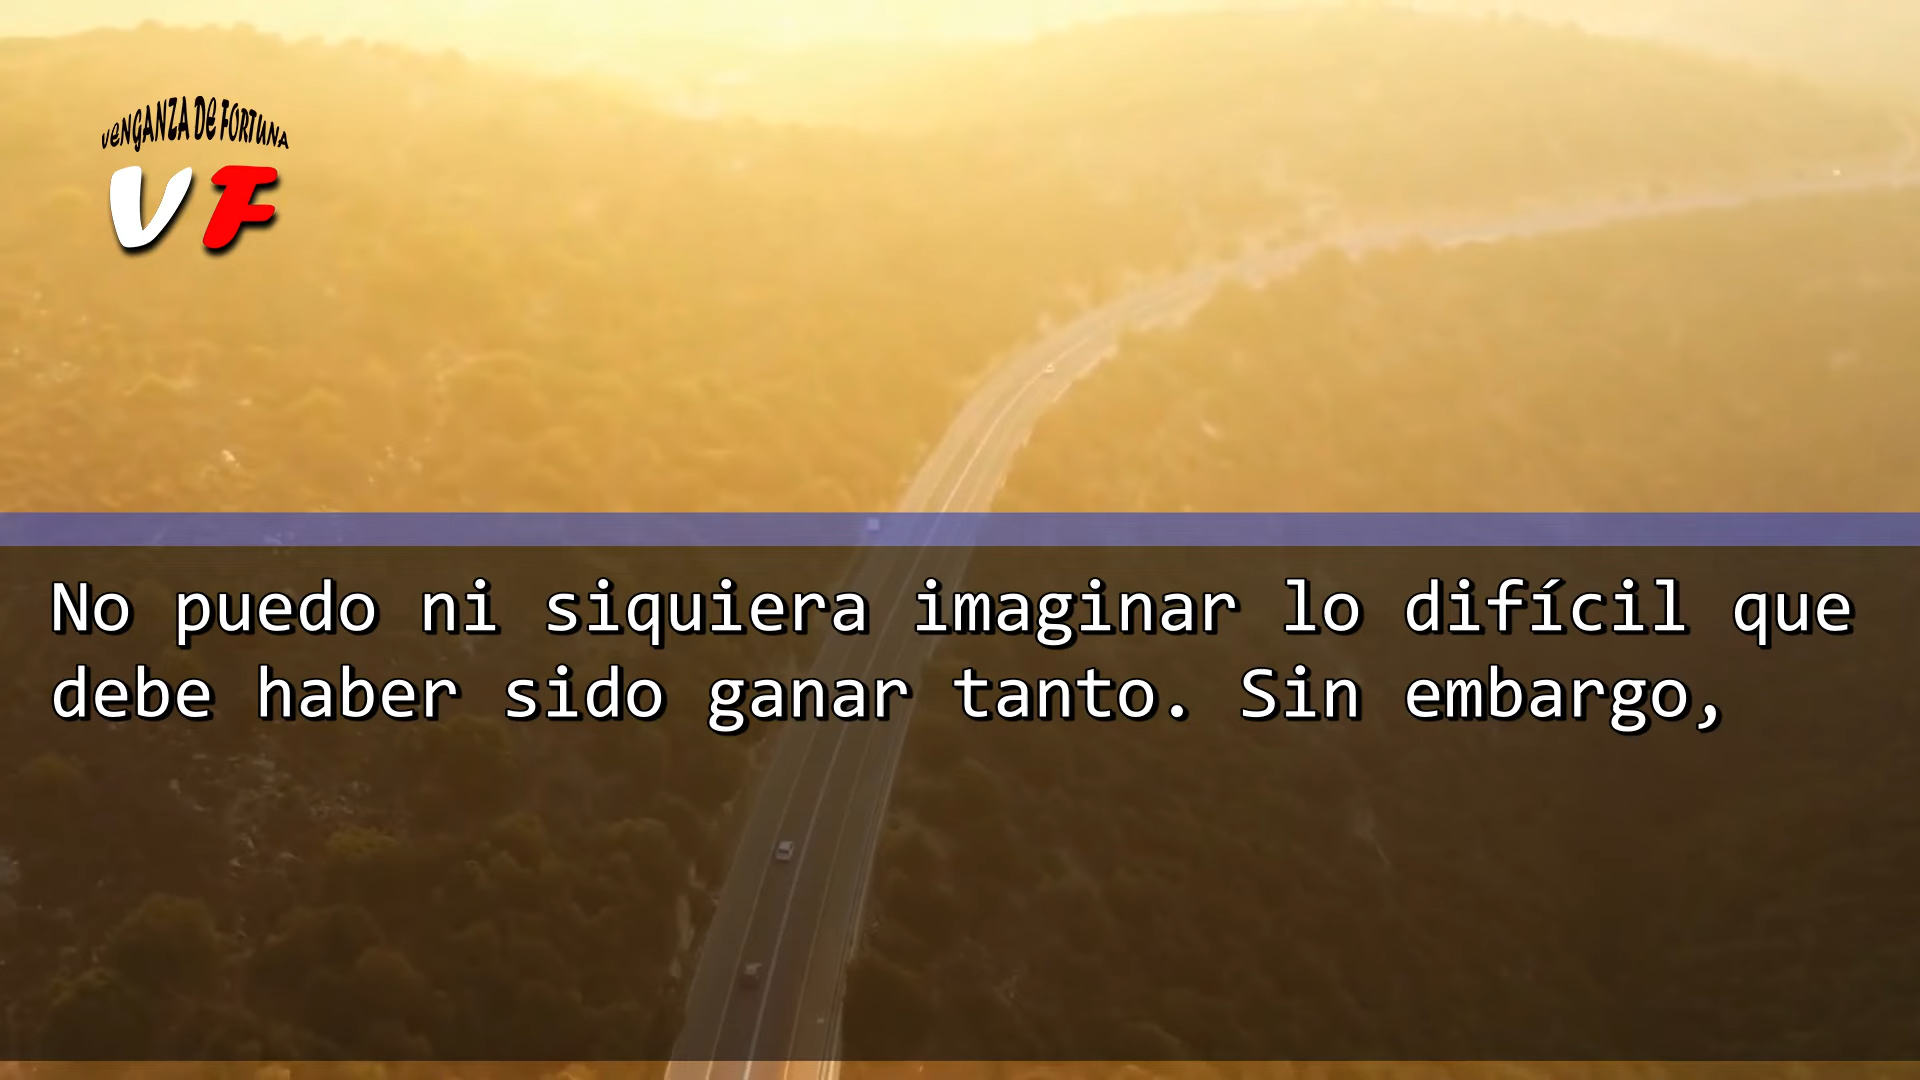 VENGANZA DE FORTUNA
VF
No puedo ni siquiera imaginar lo difícil que
debe haber sido ganar tanto. Sin embargo,